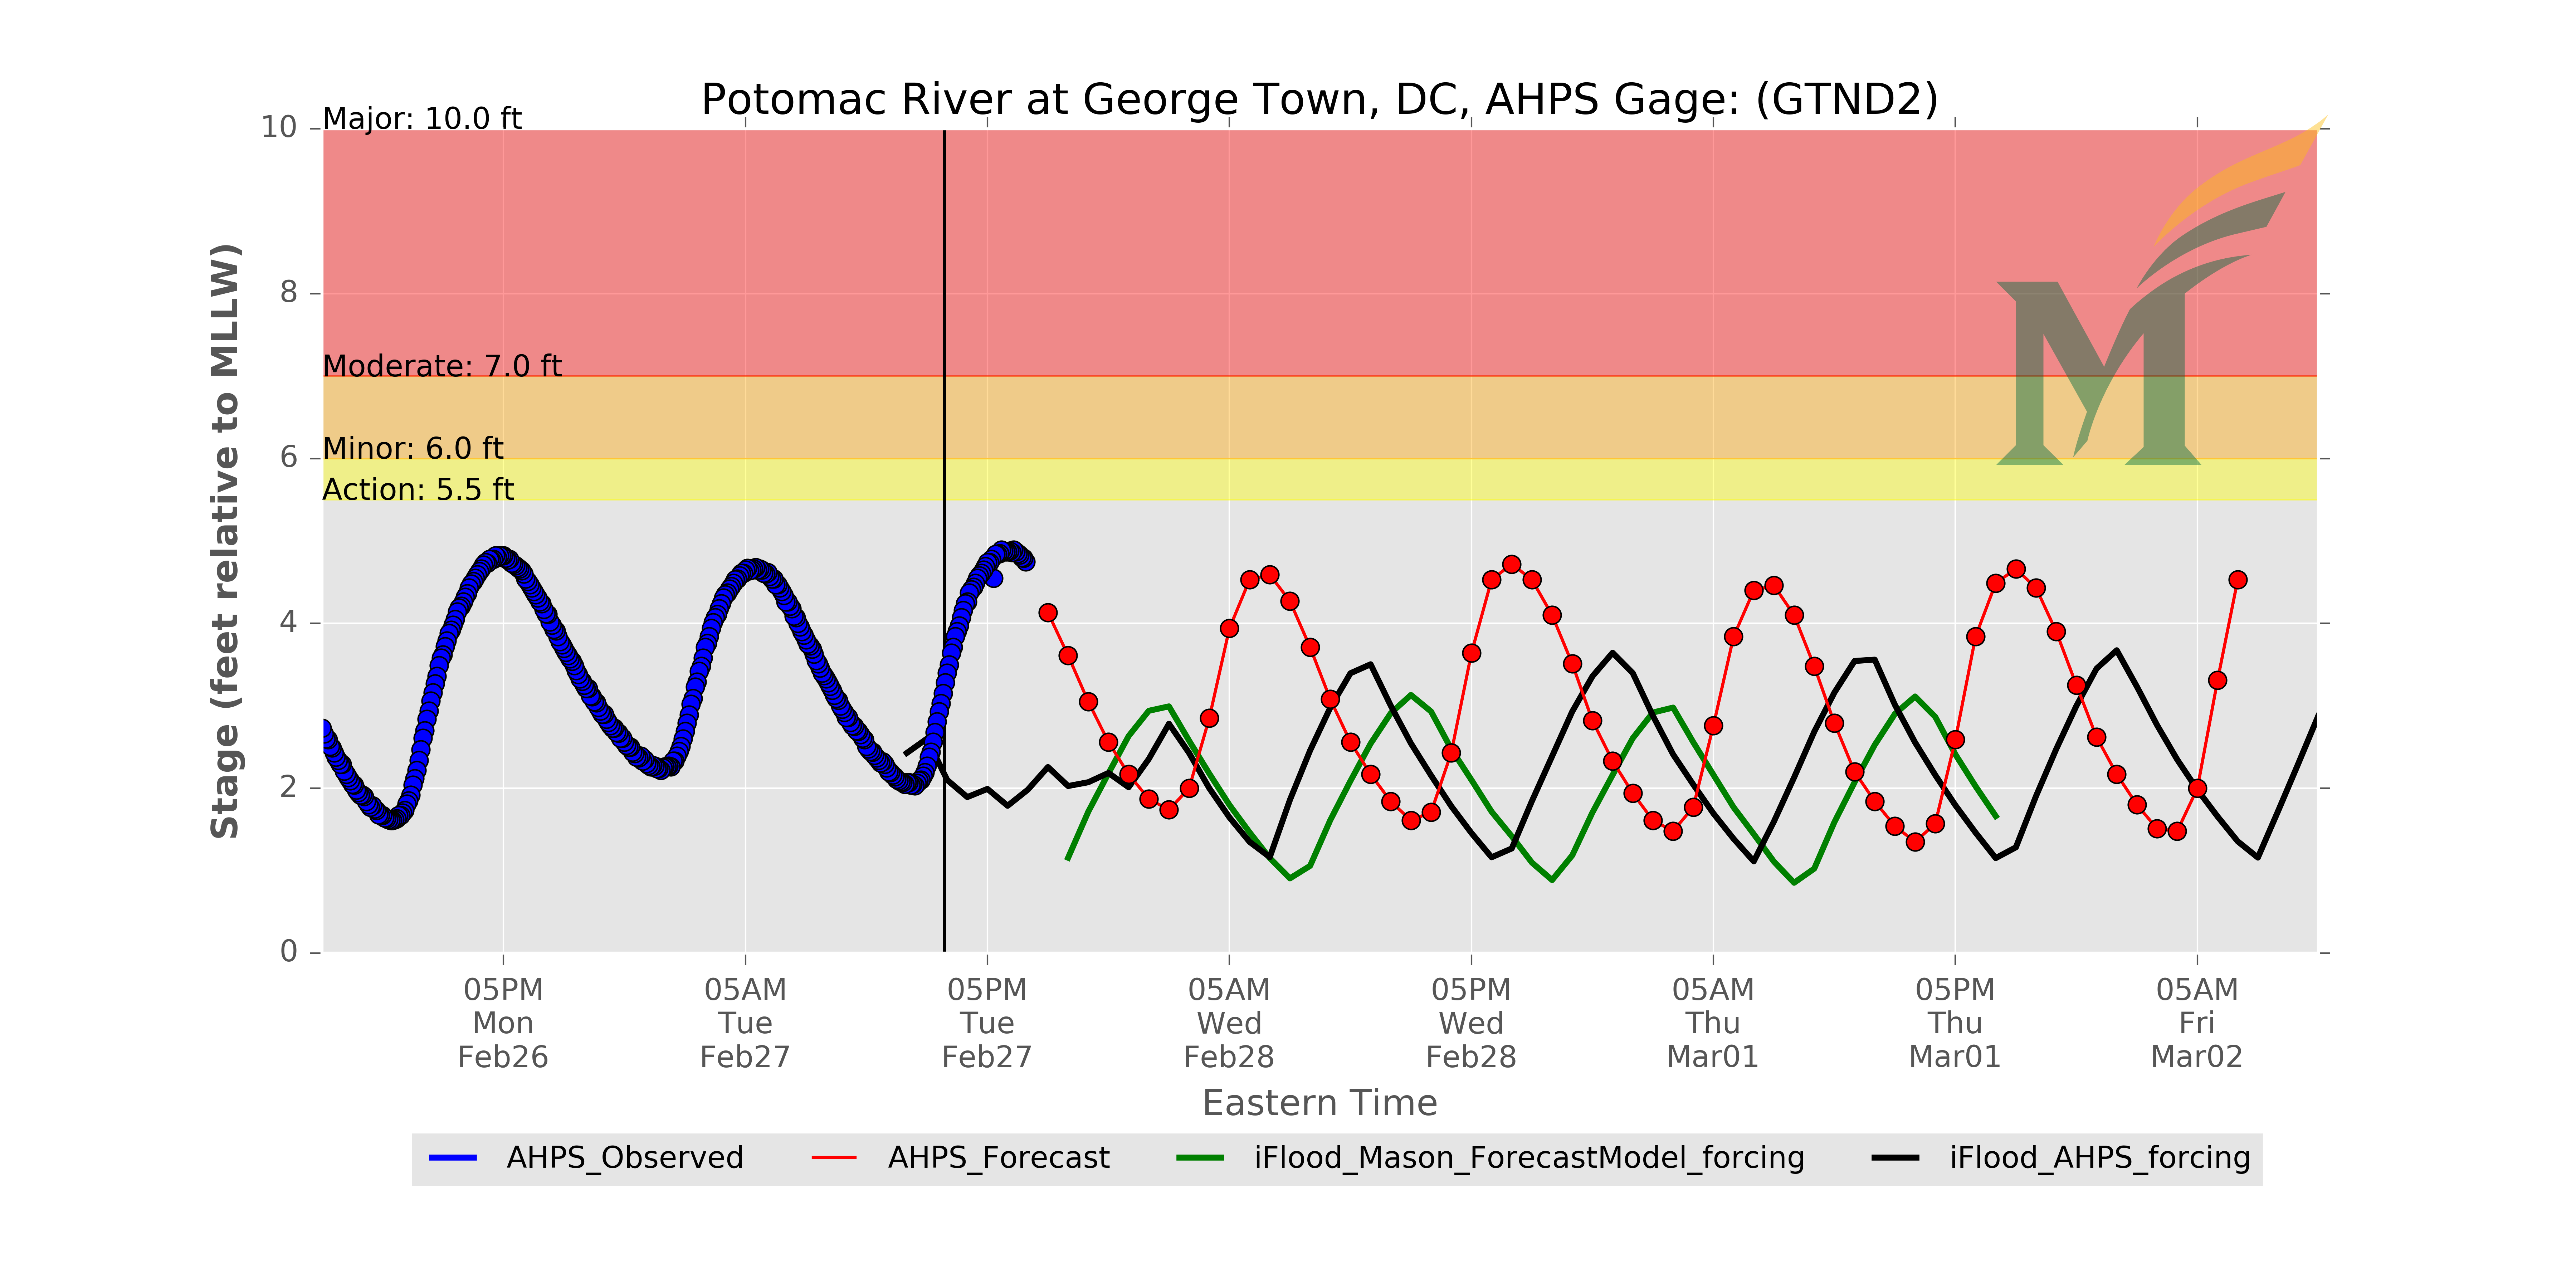 Potomac River at George Town, DC, AHPS Gage: (GTND2)
Major: 10.0 ft
Moderate: 7.0 ft
Minor: 6.0 ft
Action: 5.5 ft
Stage (feet relative to MLLW)
10
8
6
4
2
0
05PM
Mon
Feb26
05AM
Tue
Feb27
05PM
Tue
Feb27
05AM
Wed
Feb28
05PM
Wed
Feb28
05AM
Thu
Mar01
05PM
Thu
Mar01
05AM
Fri
Mar02
Eastern Time
AHPS_Observed
AHPS_Forecast
iFlood_Mason_ForecastModel_forcing
iFlood_AHPS_forcing
M